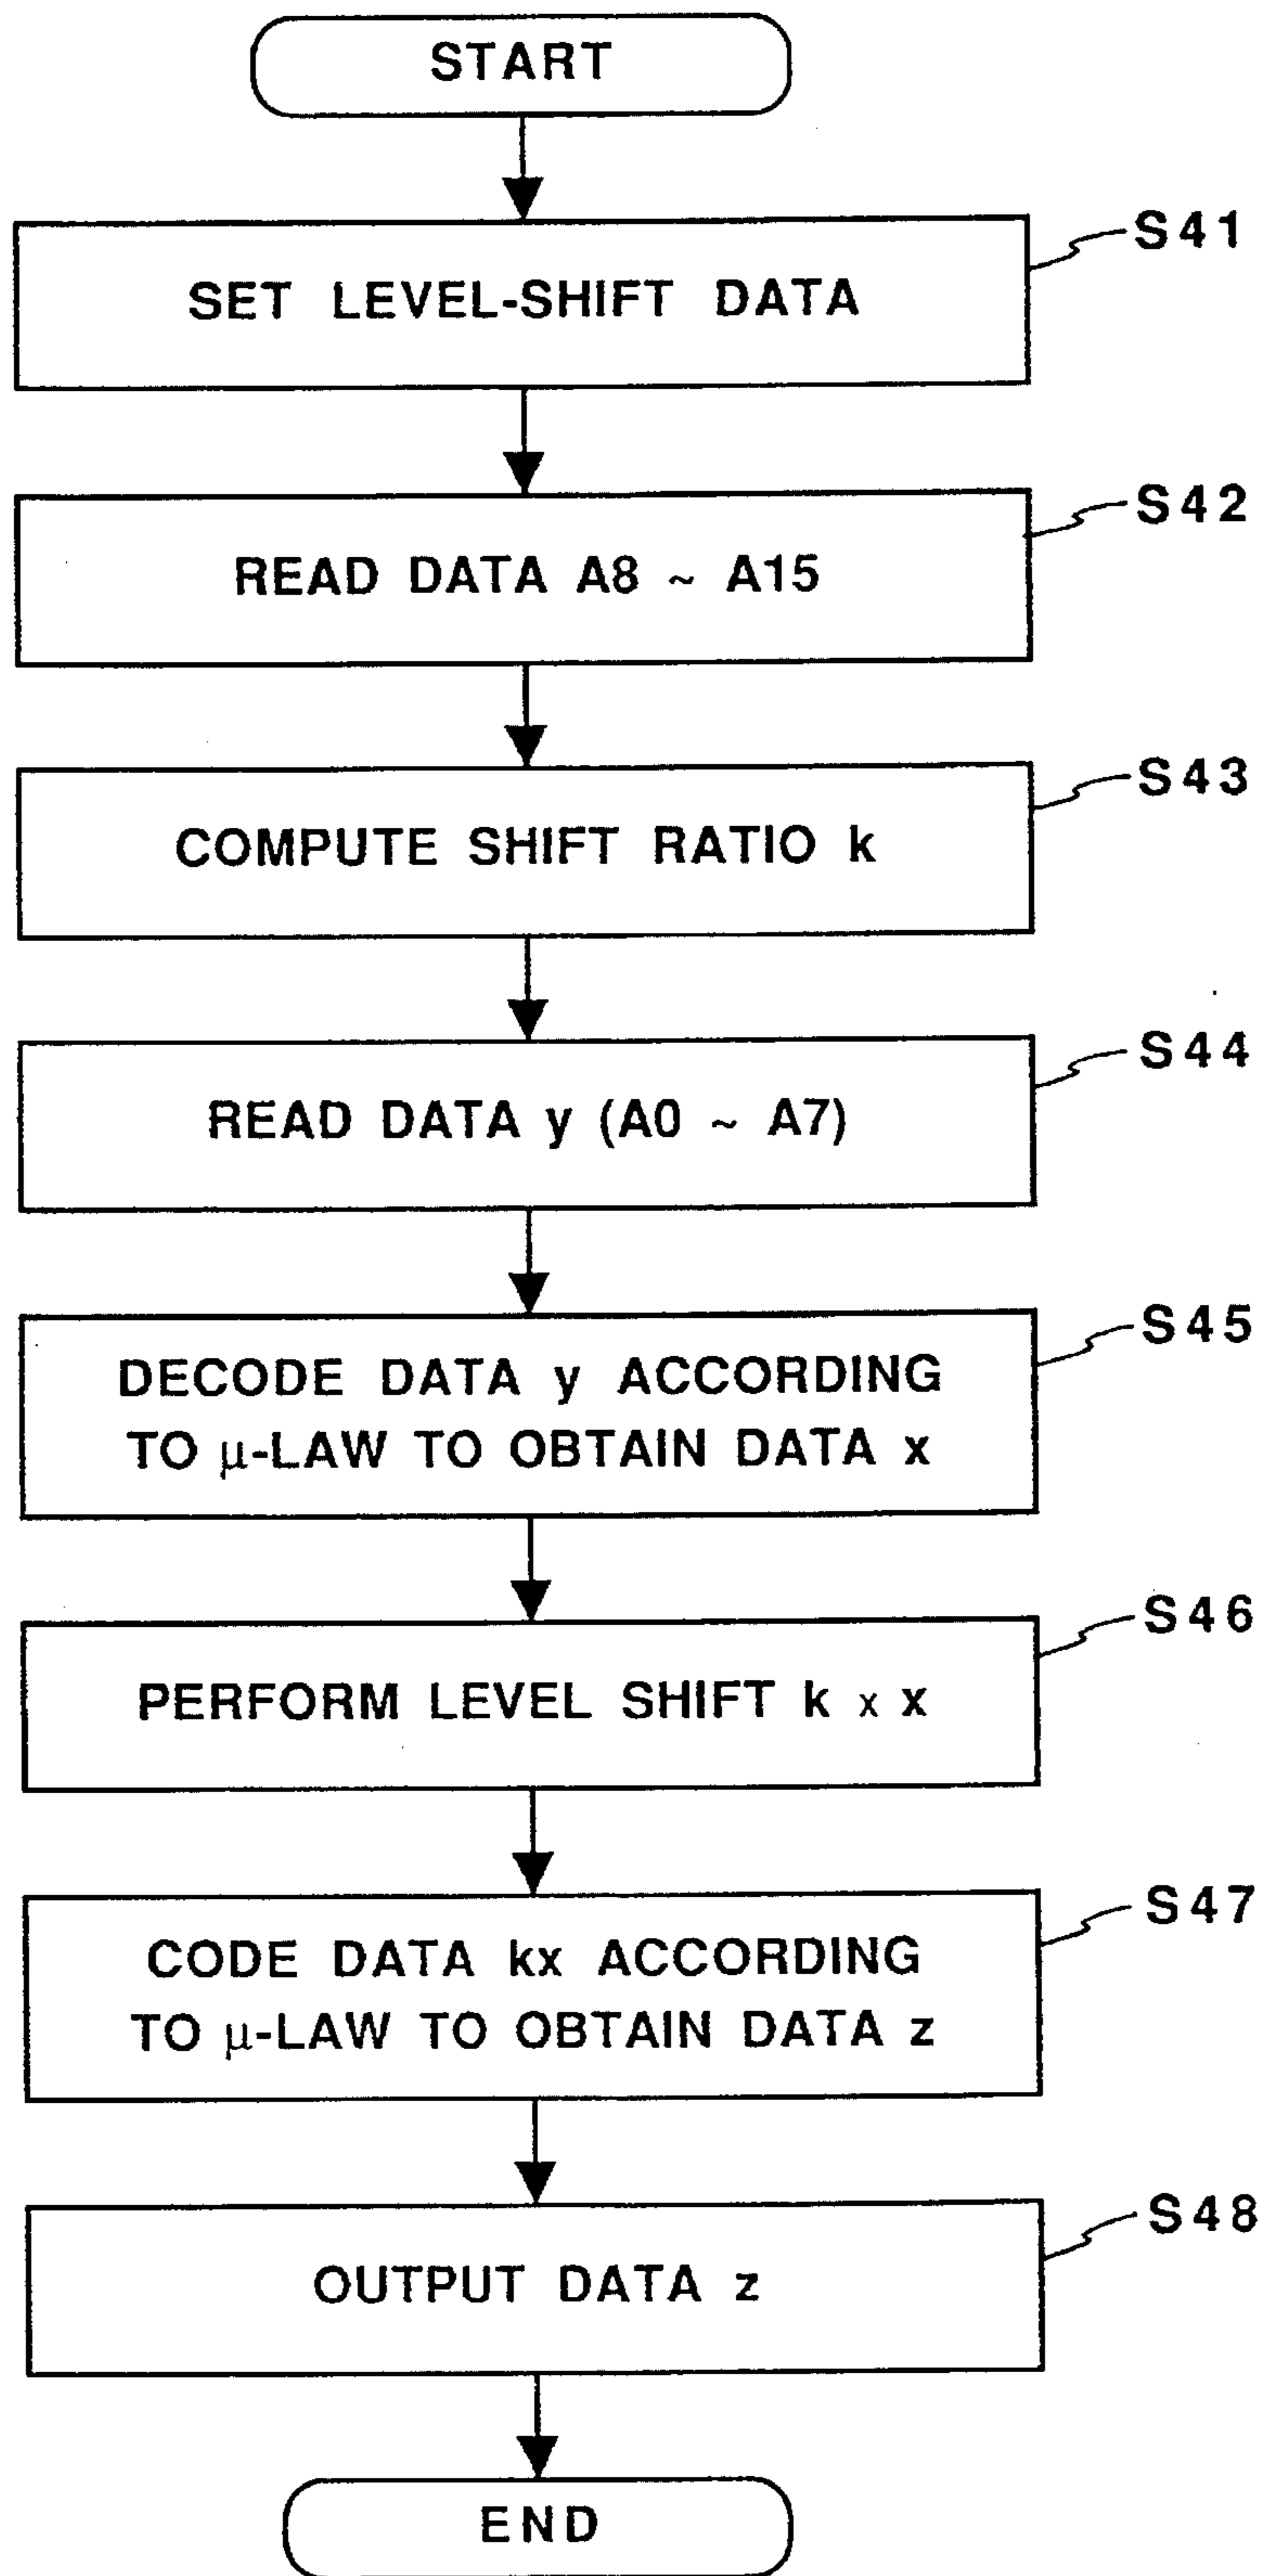 START
S41
SET LEVEL-SHIFT DATA
S42
READ DATA A8 ~ A15
S43
COMPUTE SHIFT RATIO k
S44
READ DATA y (A0 ~ A7)
S45
DECODE DATA y ACCORDING
TO μ-LAW TO OBTAIN DATA x
S46
PERFORM LEVEL SHIFT k × x
S47
CODE DATA kx ACCORDING
TO μ-LAW TO OBTAIN DATA z
S48
OUTPUT DATA z
END